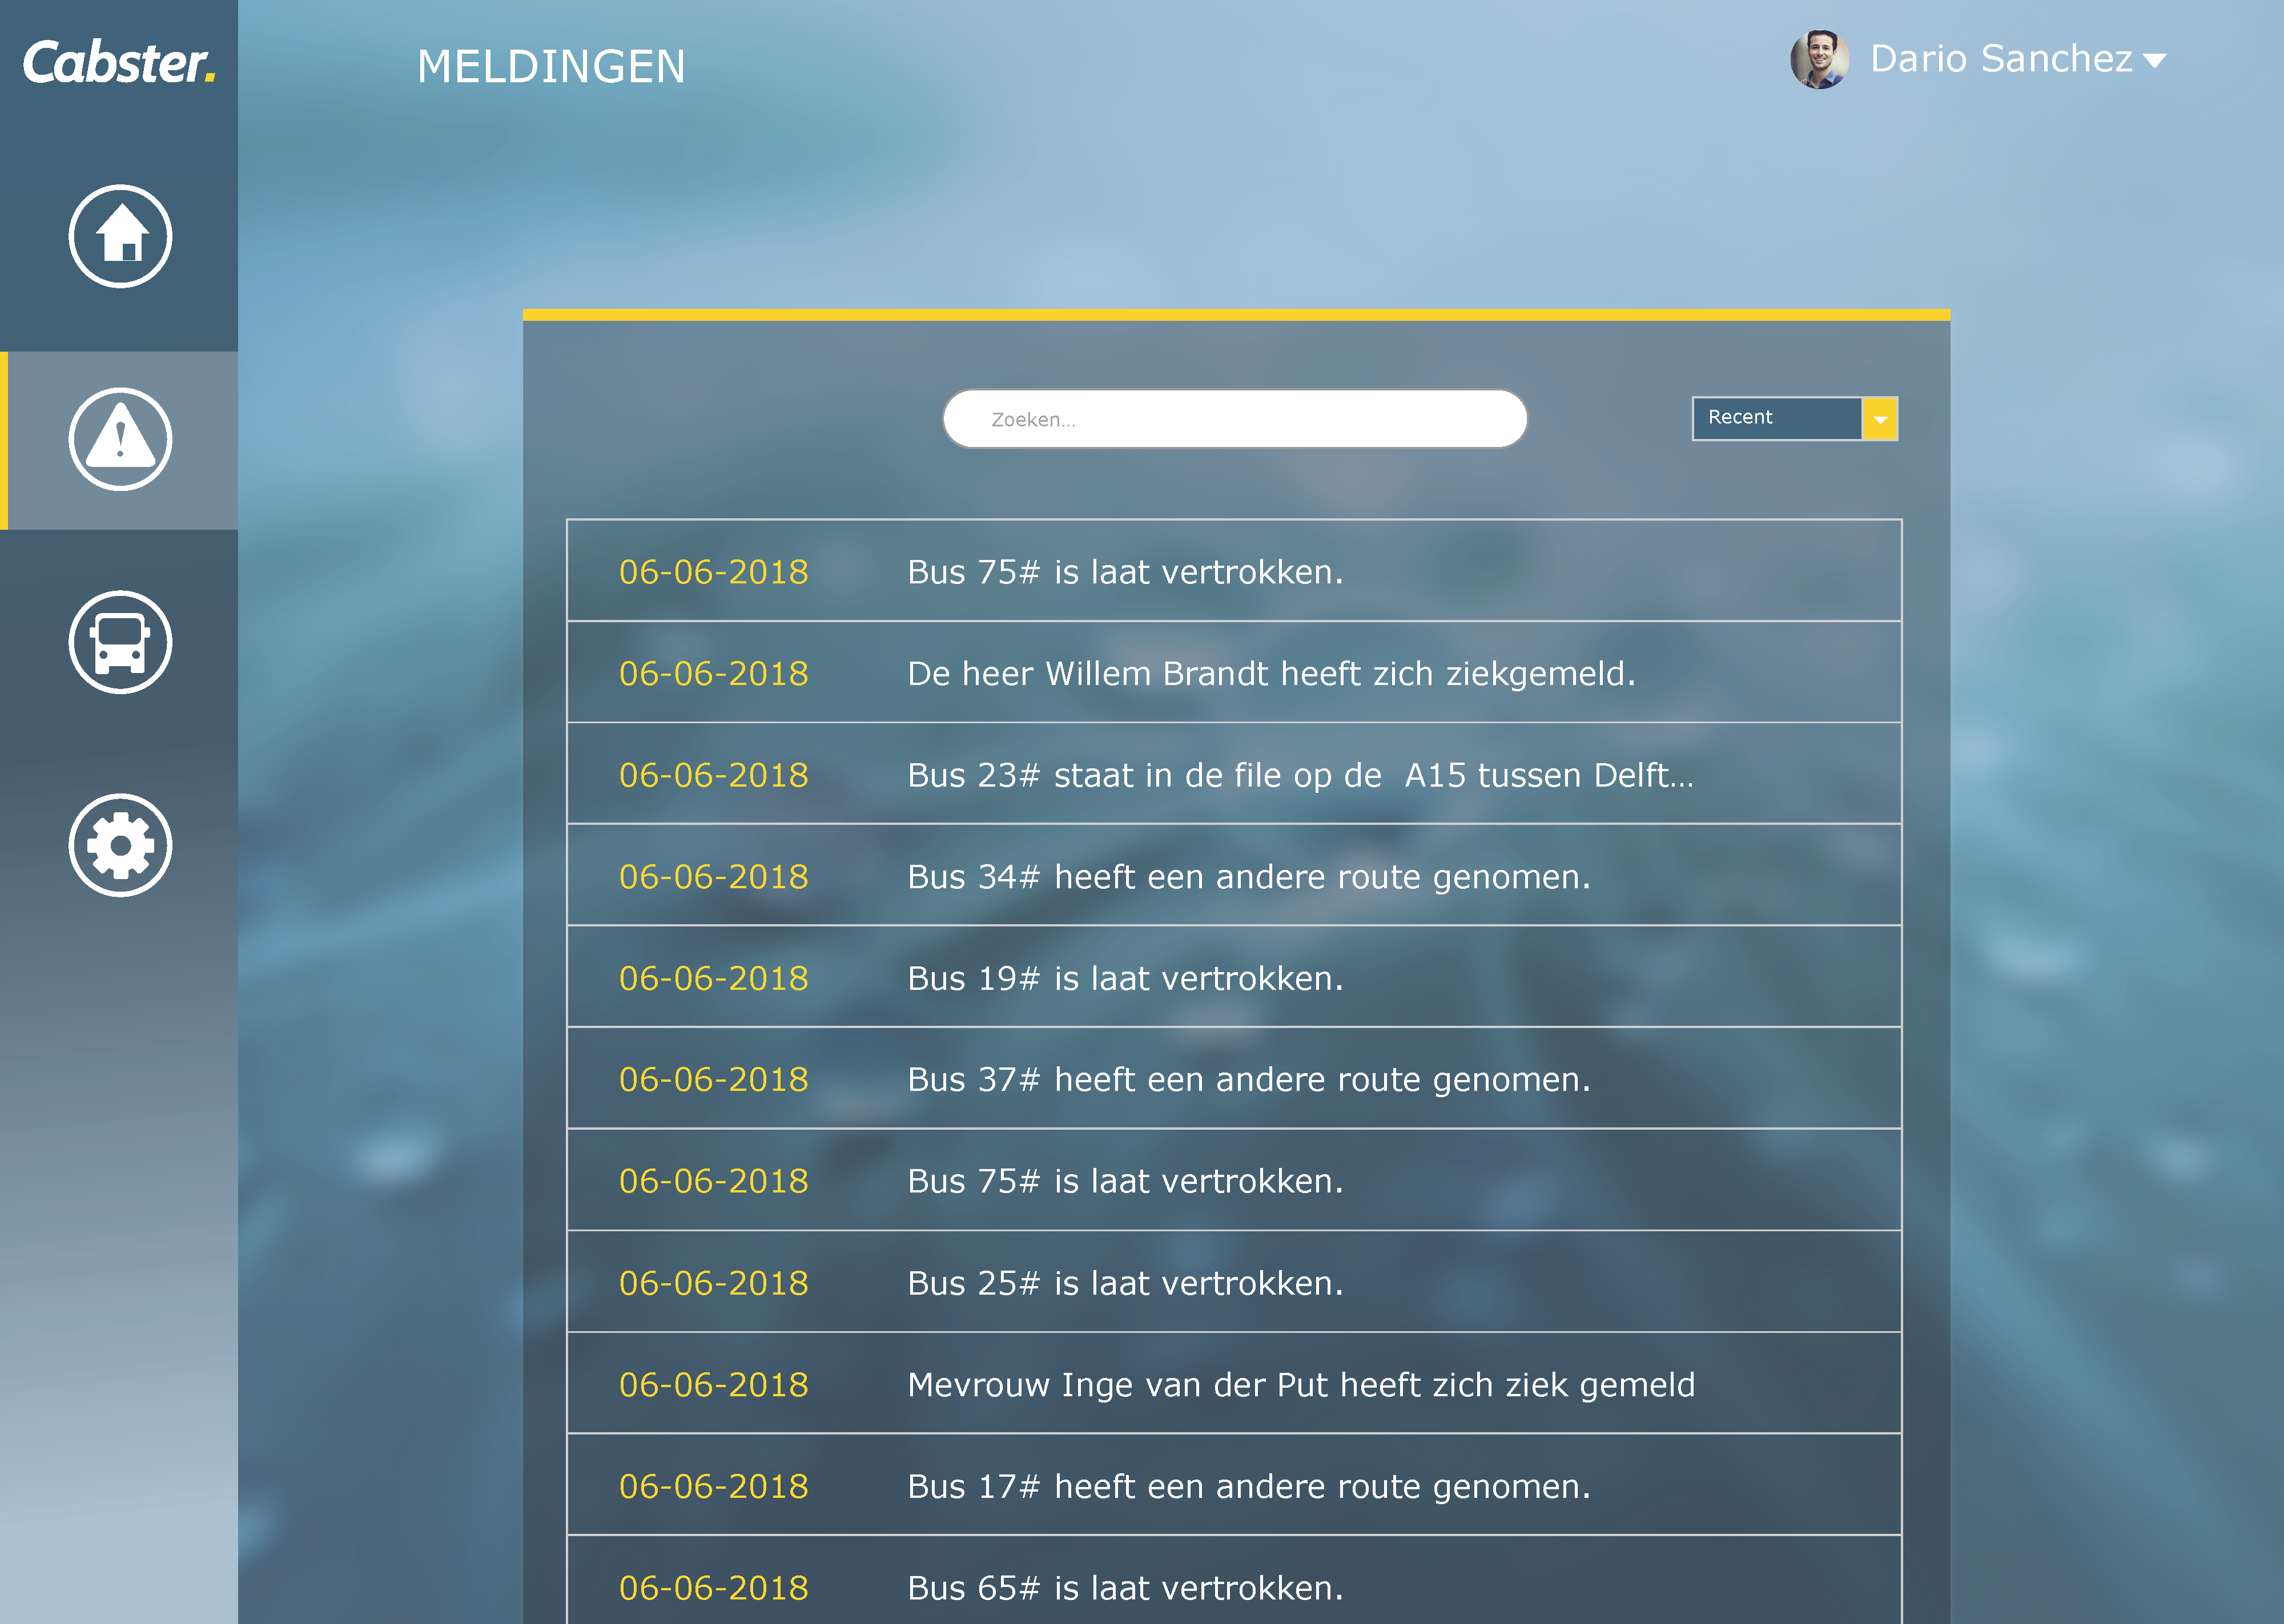 Cabster.
MELDINGEN
Dario Sanchez
Zoeken...
Recent
06-06-2018 Bus 75# is laat vertrokken.
06-06-2018 De heer Willem Brandt heeft zich ziekgemeld.
06-06-2018 Bus 23# staat in de file op de  A15 tussen Delft...
06-06-2018 Bus 34# heeft een andere route genomen.
06-06-2018 Bus 19# is laat vertrokken.
06-06-2018 Bus 37# heeft een andere route genomen.
06-06-2018 Bus 75# is laat vertrokken.
06-06-2018 Bus 25# is laat vertrokken.
06-06-2018 Mevrouw Inge van der Put heeft zich ziek gemeld
06-06-2018 Bus 17# heeft een andere route genomen.
06-06-2018 Bus 65# is laat vertrokken.